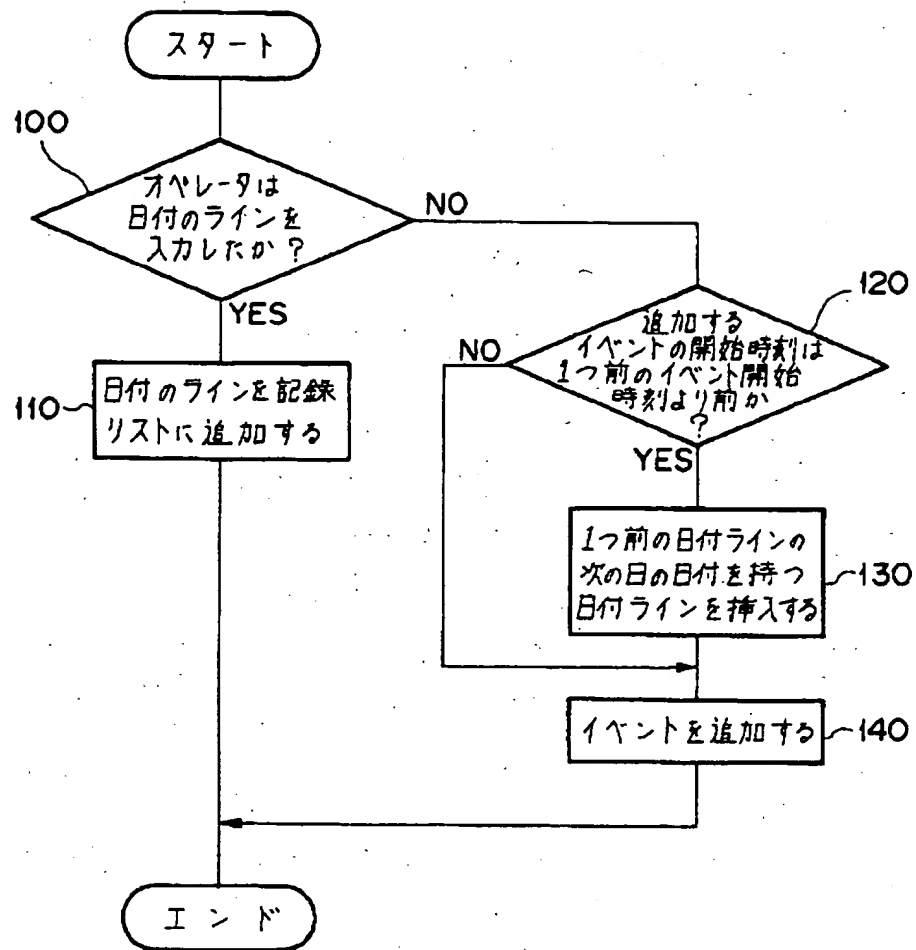 スタート
100
オペレータは
日付のラインを
入力したか?
NO
YES
110
日付のラインを記録
リストに追加する
120
追加する
イベントの開始時刻は
1つ前のイベント開始
時刻より前か
?
NO
YES
1つ前の日付ラインの
次の日の日付を持つ
日付ラインを挿入する
130
イベントを追加する
140
エンド